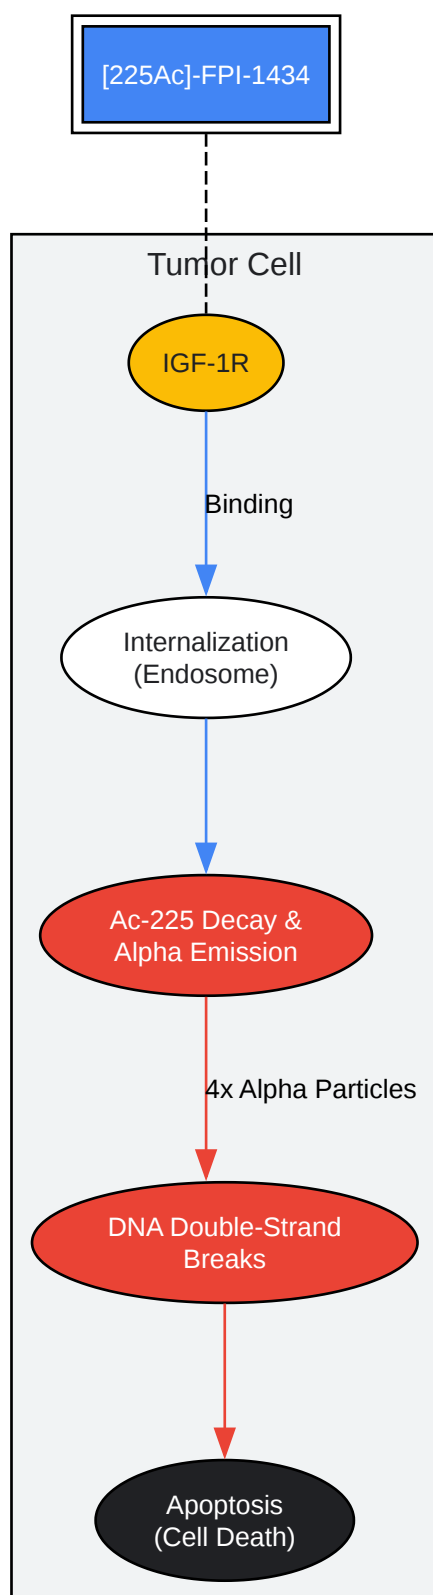 [225Ac]-FPI-1434
Tumor Cell
IGF-1R
Binding
Internalization
(Endosome)
Ac-225 Decay &
Alpha Emission
4x Alpha Particles
DNA Double-Strand
Breaks
Apoptosis
(Cell Death)